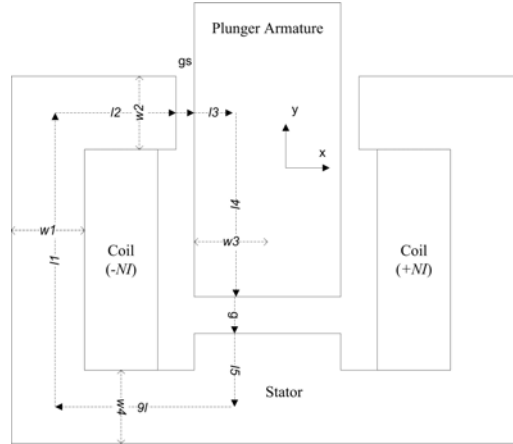 Plunger Armature
gs
l2
w2
l3
y
x
l4
w1
l1
w3
Coil
(-NI)
Coil
(+NI)
g
l5
Stator
w4
l6